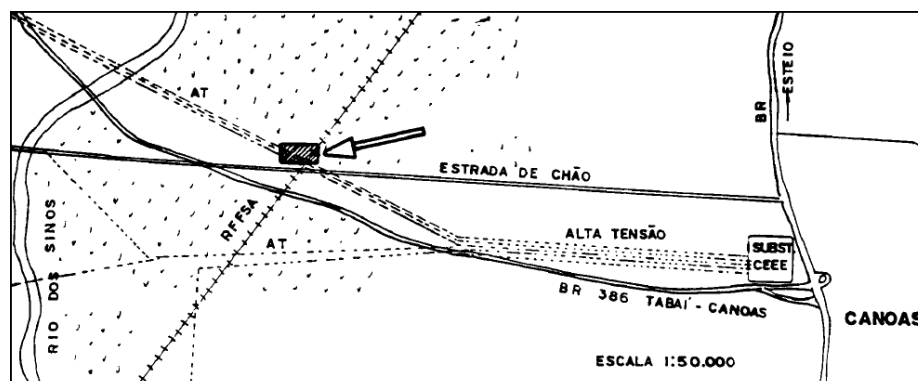 BR
ESTEIO
AT
ESTRADA DE CHÃO
RFFSA
RIO DOS SINOS
AT
ALTA TENSÃO
SUBST
CEEE
BR 386 TABAÍ - CANOAS
CANOAS
ESCALA 1:50.000